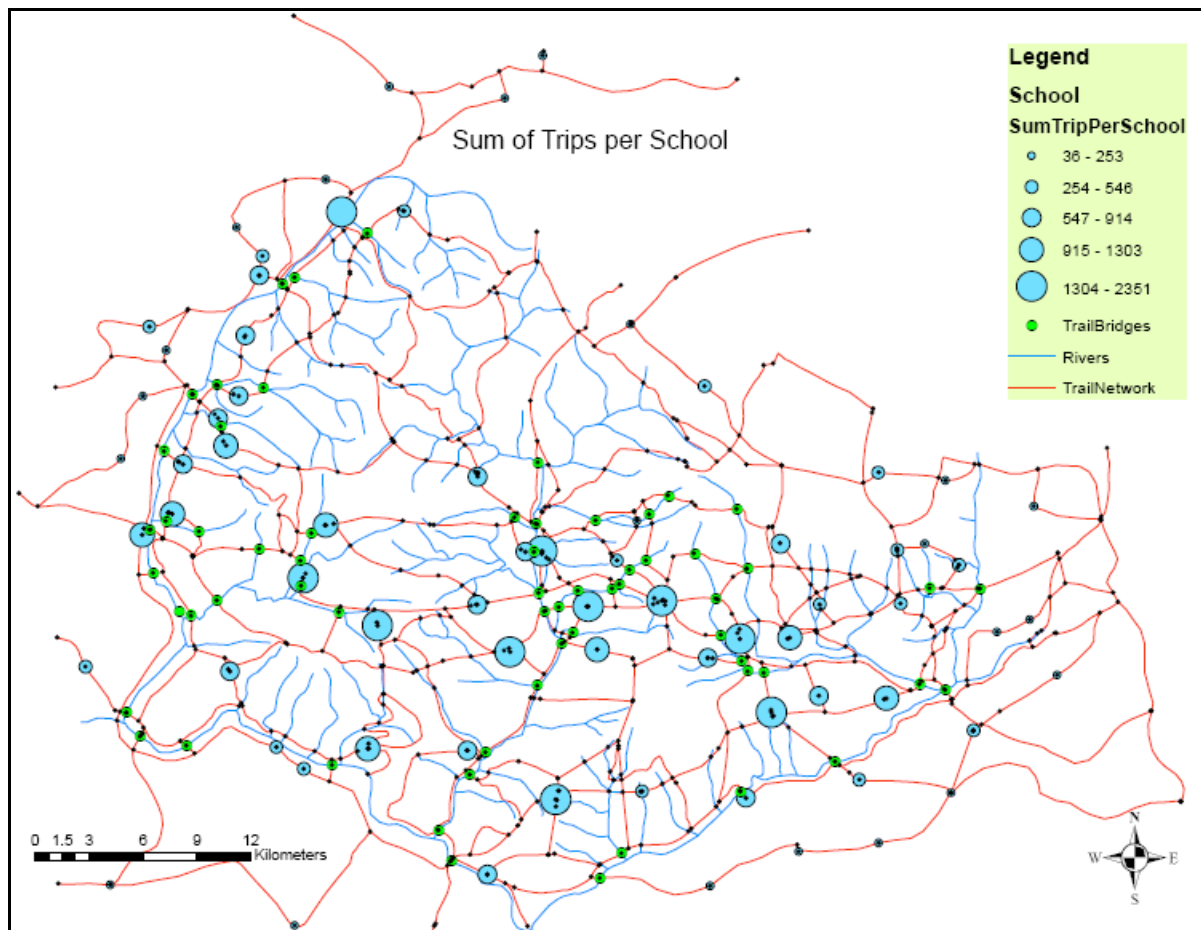 Sum of Trips per School
Legend
School
SumTripPerSchool
36 - 253
254 - 546
547 - 914
915 - 1303
1304 - 2351
TrailBridges
Rivers
TrailNetwork
0 1.5 3 6 9 12
Kilometers
N
W E
S